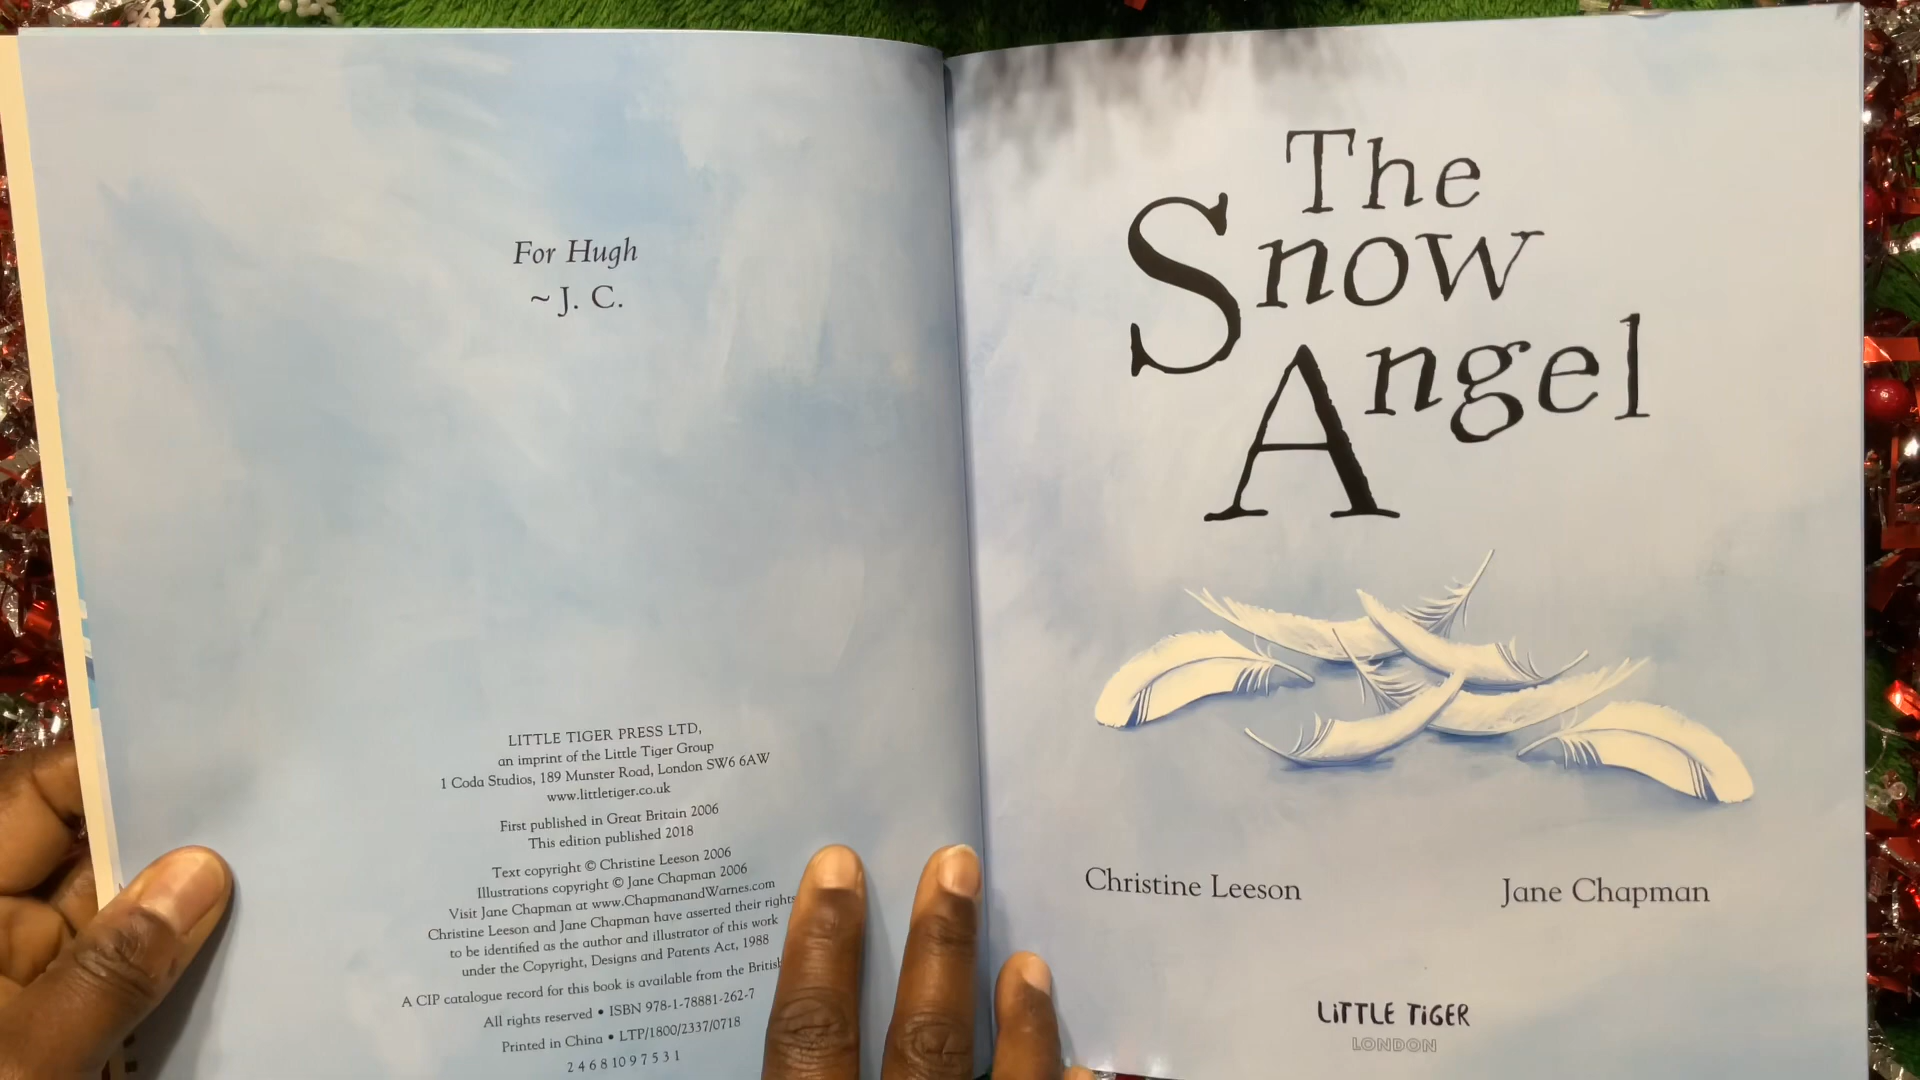 For Hugh
~ J. C.
LITTLE TIGER PRESS LTD,
an imprint of the Little Tiger Group
1 Coda Studios, 189 Munster Road, London SW6 6AW
www.littletiger.co.uk
First published in Great Britain 2006
This edition published 2018
Text copyright © Christine Leeson 2006
Illustrations copyright © Jane Chapman 2006
Visit Jane Chapman at www.ChapmanandWarnes.com
Christine Leeson and Jane Chapman have asserted their rights
to be identified as the author and illustrator of this work
under the Copyright, Designs and Patents Act, 1988
A CIP catalogue record for this book is available from the British
All rights reserved • ISBN 978-1-78881-262-7
Printed in China • LTP/1800/2337/0718
2 4 6 8 10 9 7 5 3 1
The
Snow
Angel
Christine Leeson
Jane Chapman
LiTTLE TiGER
LONDON